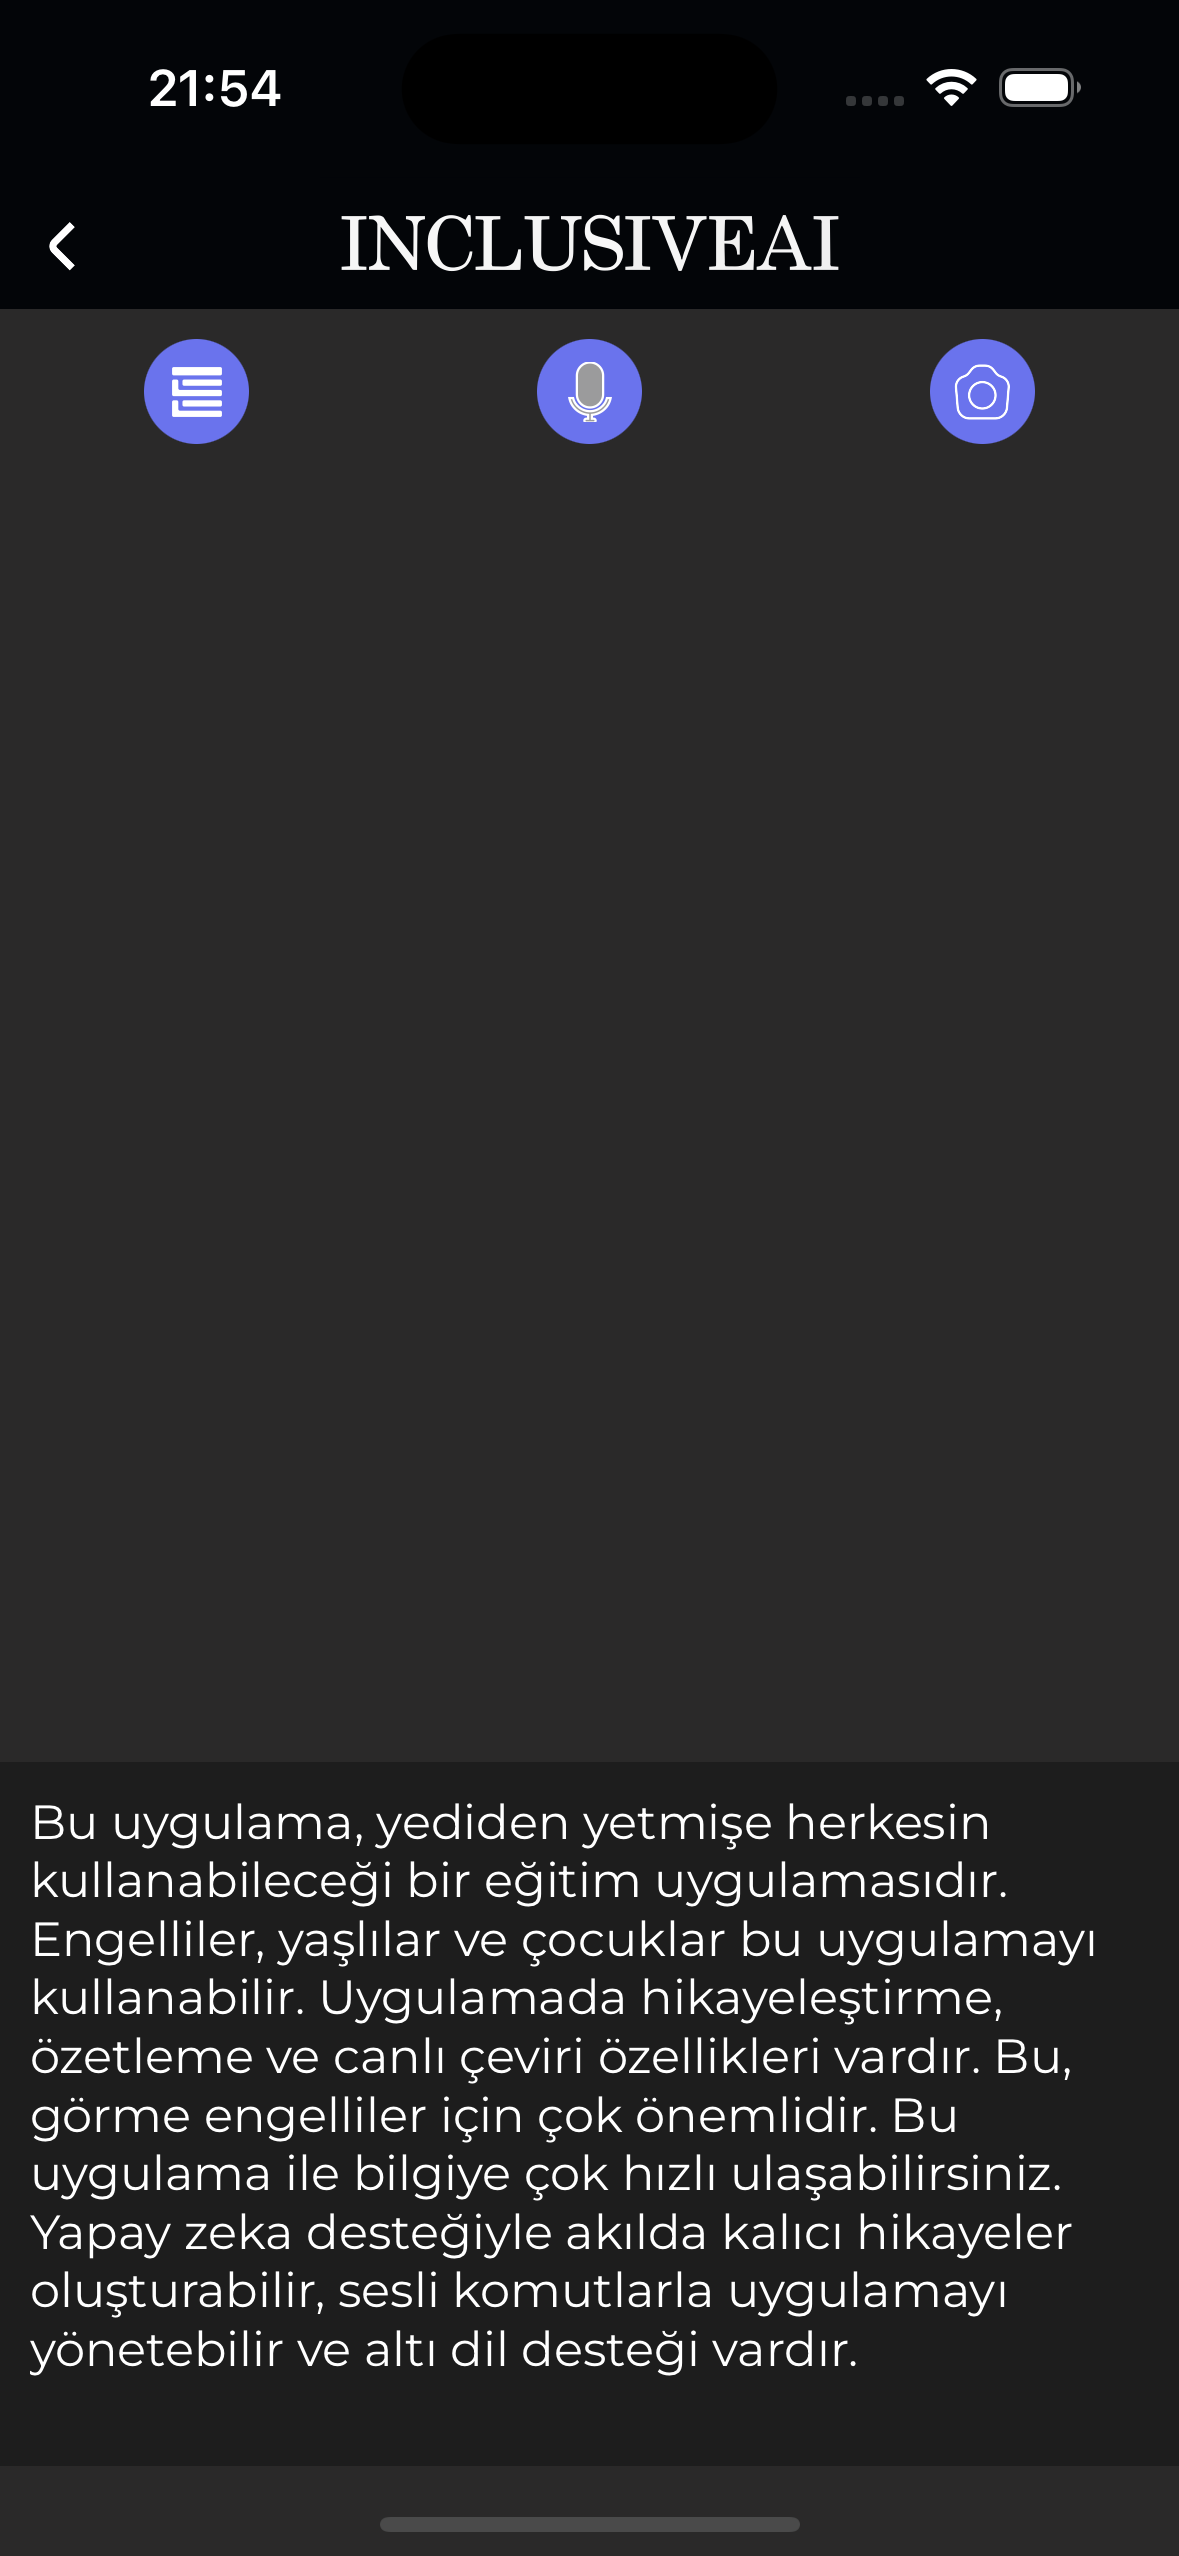 21:54
INCLUSIVEAI
Bu uygulama, yediden yetmişe herkesin
kullanabileceği bir eğitim uygulamasıdır.
Engelliler, yaşlılar ve çocuklar bu uygulamayı
kullanabilir. Uygulamada hikayeleştirme,
özetleme ve canlı çeviri özellikleri vardır. Bu,
görme engelliler için çok önemlidir. Bu
uygulama ile bilgiye çok hızlı ulaşabilirsiniz.
Yapay zeka desteğiyle akılda kalıcı hikayeler
oluşturabilir, sesli komutlarla uygulamayı
yönetebilir ve altı dil desteği vardır.